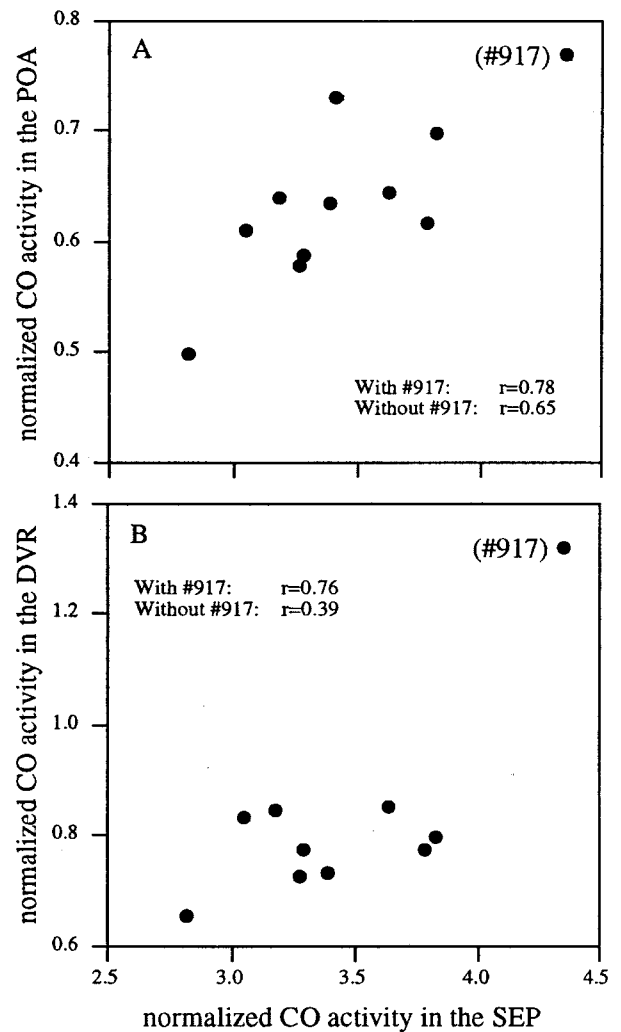 0.8
A
(#917)
0.7
0.6
0.5
0.4
normalized CO activity in the POA
With #917: r=0.78
Without #917: r=0.65
1.4
B
(#917)
With #917: r=0.76
Without #917: r=0.39
1.2
1.0
0.8
0.6
normalized CO activity in the DVR
2.5 3.0 3.5 4.0 4.5
normalized CO activity in the SEP